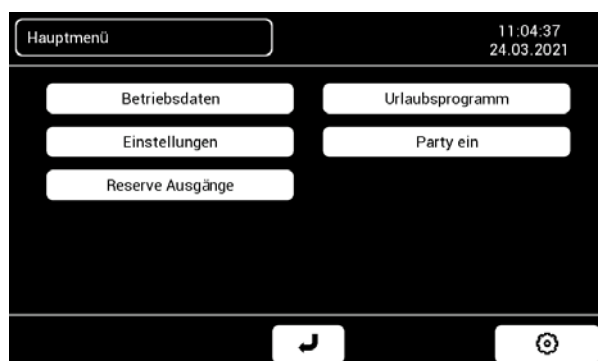 Hauptmenü
11:04:37
24.03.2021
Betriebsdaten
Urlaubsprogramm
Einstellungen
Party ein
Reserve Ausgänge